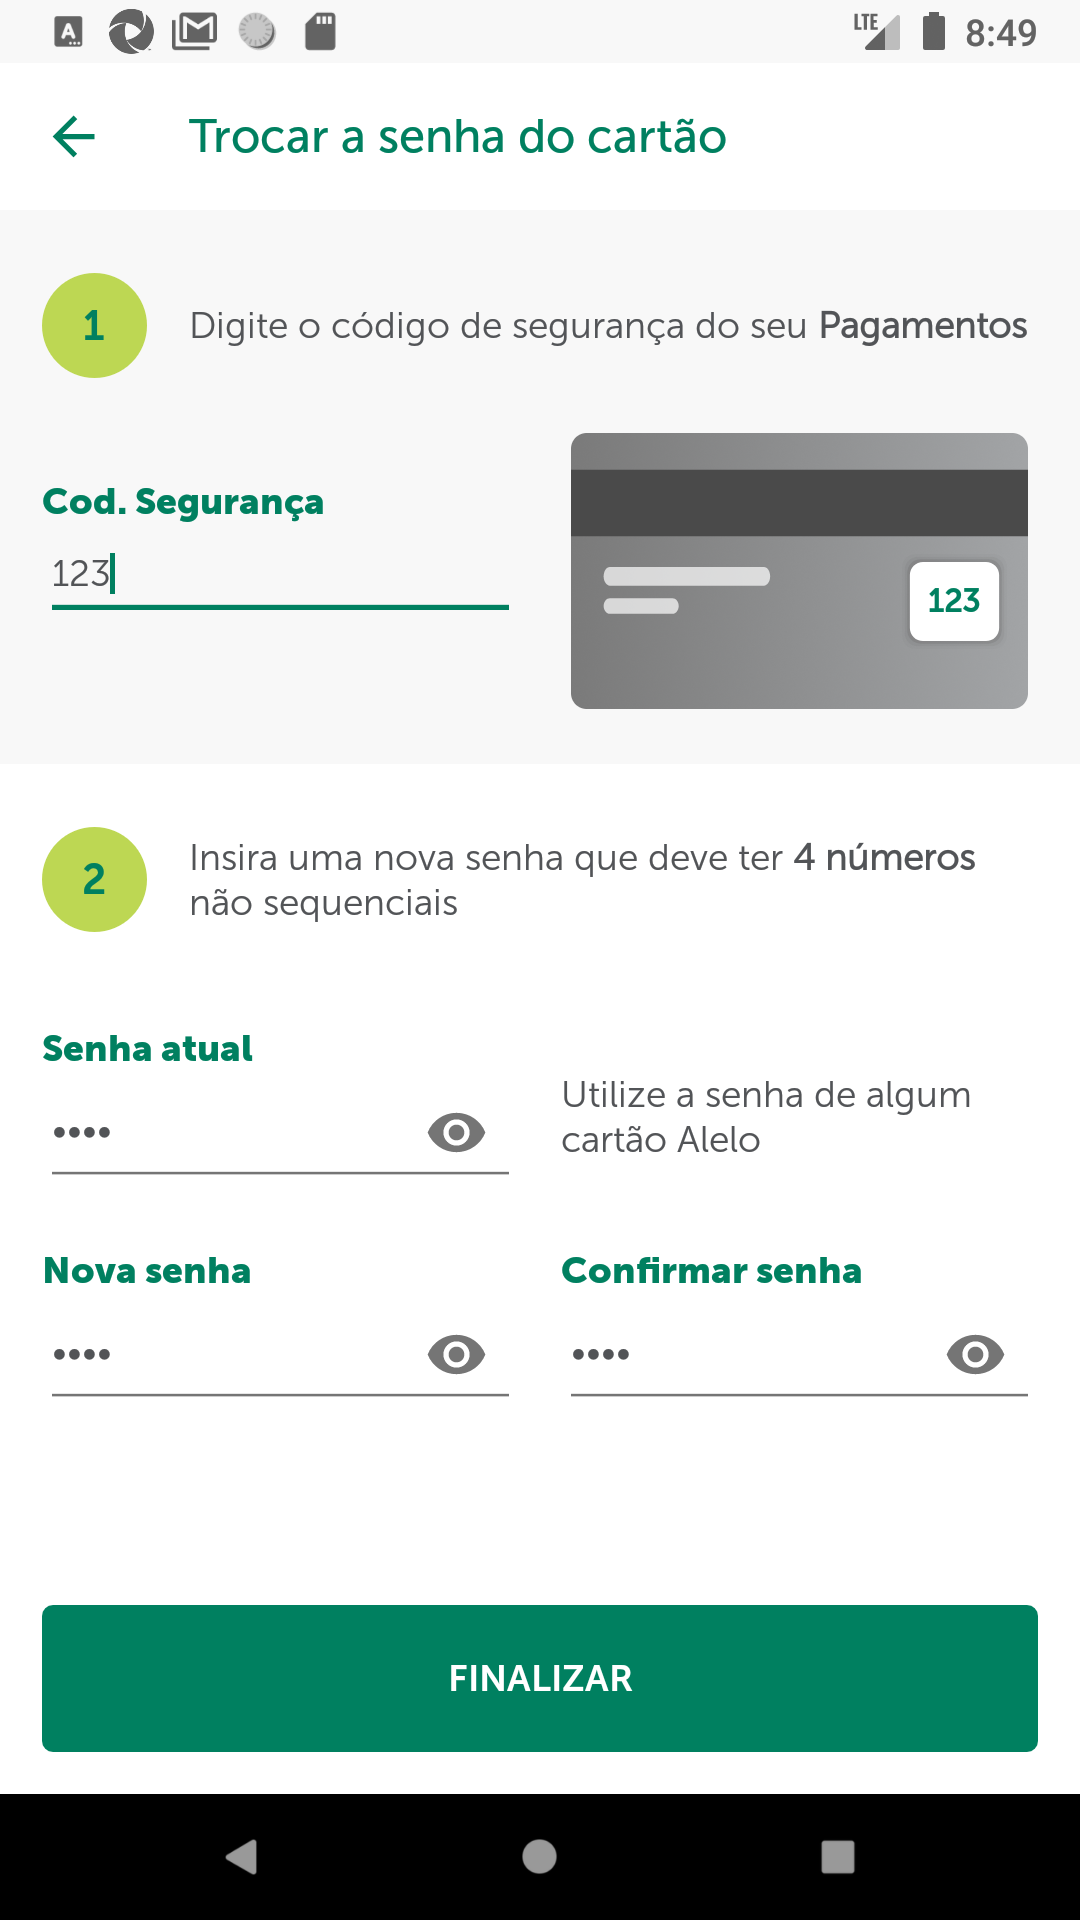 LTE 8:49
Trocar a senha do cartão
1 Digite o código de segurança do seu Pagamentos
Cod. Segurança
123
123
2 Insira uma nova senha que deve ter 4 números
não sequenciais
Senha atual
••••
Utilize a senha de algum
cartão Alelo
Nova senha
••••
Confirmar senha
••••
FINALIZAR